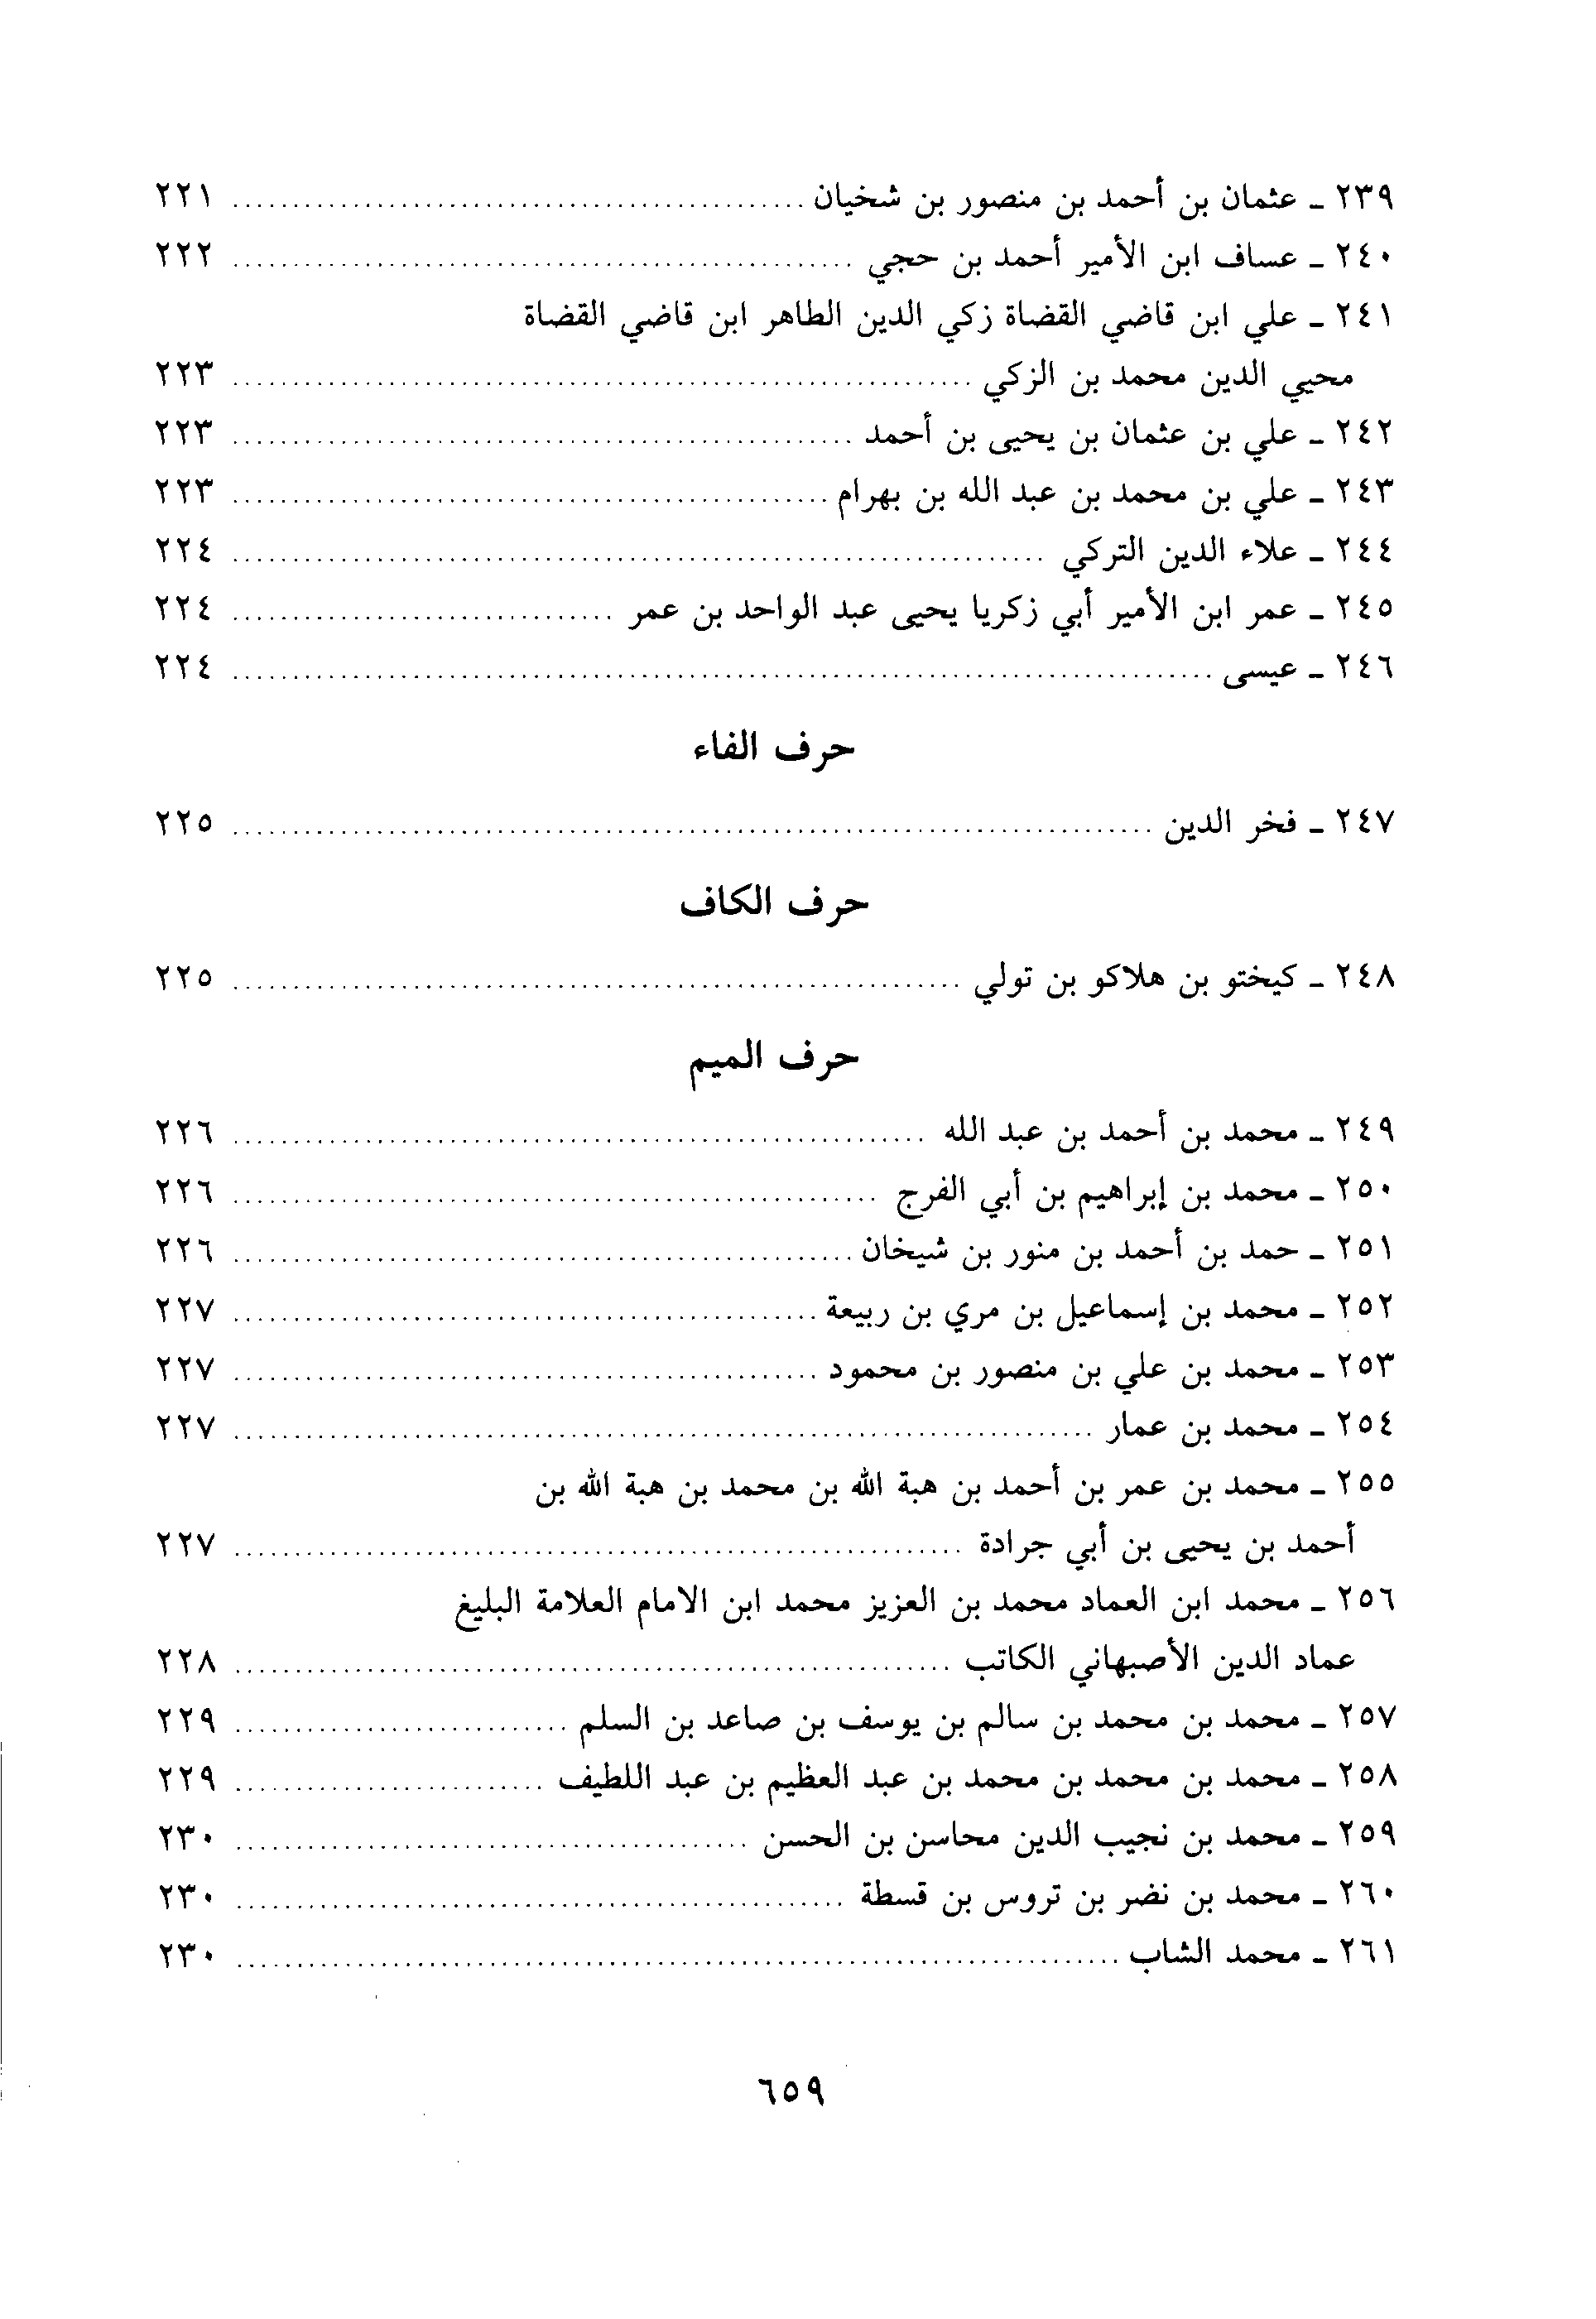 ٢٣٩ ـ عثمان بن أحمد بن منصور بن شخيان ........ ٢٢١
٢٤٠ ـ عساف ابن الأمير أحمد بن حجي ........ ٢٢٢
٢٤١ ـ علي ابن قاضي القضاة زكي الدين الطاهر ابن قاضي القضاة
محيي الدين محمد بن الزكي ........ ٢٢٣
٢٤٢ ـ علي بن عثمان بن يحيى بن أحمد ........ ٢٢٣
٢٤٣ ـ علي بن محمد بن عبد الله بن بهرام ........ ٢٢٣
٢٤٤ ـ علاء الدين التركي ........ ٢٢٤
٢٤٥ ـ عمر ابن الأمير أبي زكريا يحيى عبد الواحد بن عمر ........ ٢٢٤
٢٤٦ ـ عيسى ........ ٢٢٤
حرف الفاء
٢٤٧ ـ فخر الدين ........ ٢٢٥
حرف الكاف
٢٤٨ ـ كيختو بن هلاكو بن تولي ........ ٢٢٥
حرف الميم
٢٤٩ ـ محمد بن أحمد بن عبد الله ........ ٢٢٦
٢٥٠ ـ محمد بن إبراهيم بن أبي الفرج ........ ٢٢٦
٢٥١ ـ حمد بن أحمد بن منور بن شيخان ........ ٢٢٦
٢٥٢ ـ محمد بن إسماعيل بن مري بن ربيعة ........ ٢٢٧
٢٥٣ ـ محمد بن علي بن منصور بن محمود ........ ٢٢٧
٢٥٤ ـ محمد بن عمار ........ ٢٢٧
٢٥٥ ـ محمد بن عمر بن أحمد بن هبة الله بن محمد بن هبة الله بن
أحمد بن يحيى بن أبي جرادة ........ ٢٢٧
٢٥٦ ـ محمد ابن العماد محمد بن العزيز محمد ابن الامام العلامة البليغ
عماد الدين الأصبهاني الكاتب ........ ٢٢٨
٢٥٧ ـ محمد بن محمد بن سالم بن يوسف بن صاعد بن السلم ........ ٢٢٩
٢٥٨ ـ محمد بن محمد بن محمد بن عبد العظيم بن عبد اللطيف ........ ٢٢٩
٢٥٩ ـ محمد بن نجيب الدين محاسن بن الحسن ........ ٢٣٠
٢٦٠ ـ محمد بن نضر بن تروس بن قسطة ........ ٢٣٠
٢٦١ ـ محمد الشاب ........ ٢٣٠
٦٥٩